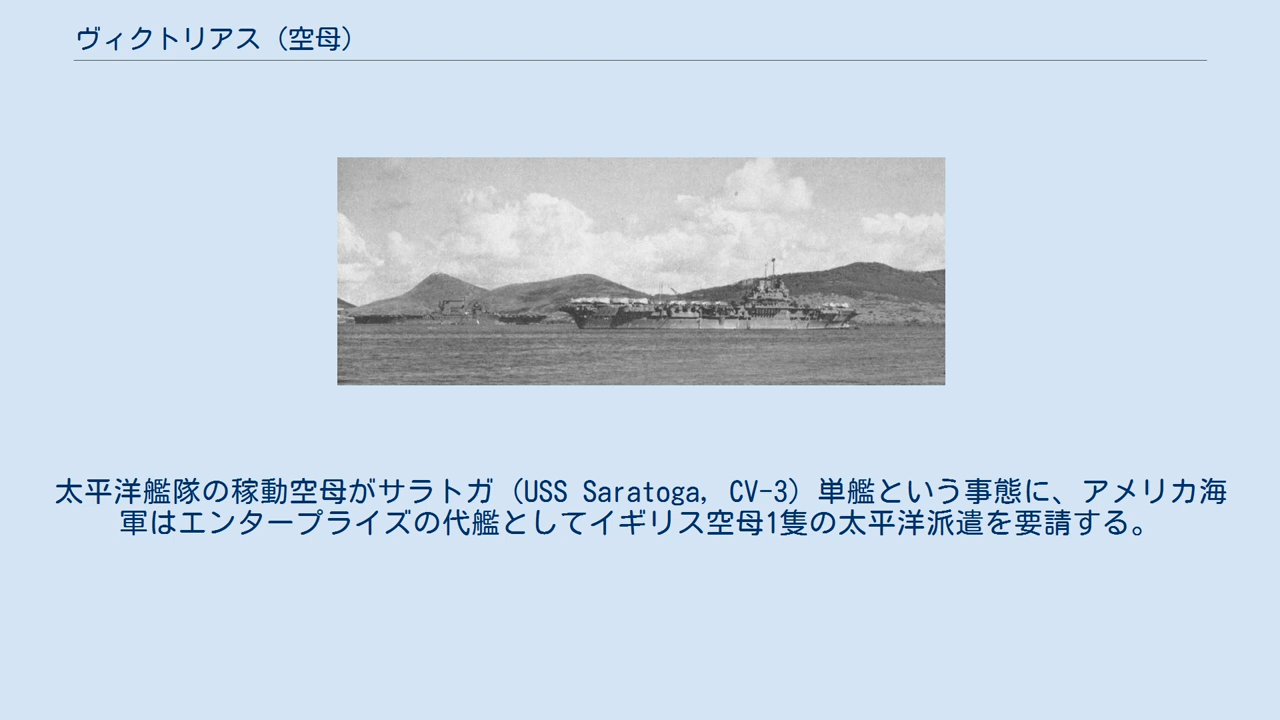 ヴィクトリアス（空母）
太平洋艦隊の稼動空母がサラトガ（USS Saratoga, CV-3）単艦という事態に、アメリカ海
軍はエンタープライズの代艦としてイギリス空母1隻の太平洋派遣を要請する。